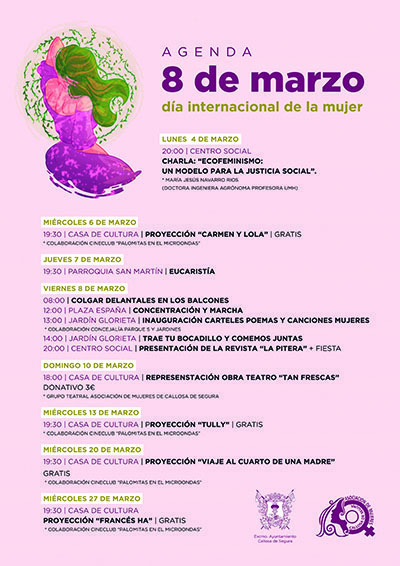 AGENDA
8 de marzo
día internacional de la mujer
LUNES 4 DE MARZO
20:00 | CENTRO SOCIAL
CHARLA: "ECOFEMINISMO:
UN MODELO PARA LA JUSTICIA SOCIAL".
* MARÍA JESÚS NAVARRO RIOS
(DOCTORA INGENIERA AGRÓNOMA PROFESORA UMH)
MIÉRCOLES 6 DE MARZO
19:30 | CASA DE CULTURA | PROYECCIÓN "CARMEN Y LOLA" | GRATIS
* COLABORACIÓN CINECLUB "PALOMITAS EN EL MICROONDAS"
JUEVES 7 DE MARZO
19:30 | PARROQUIA SAN MARTÍN | EUCARISTÍA
VIERNES 8 DE MARZO
08:00 | COLGAR DELANTALES EN LOS BALCONES
12:00 | PLAZA ESPAÑA | CONCENTRACIÓN Y MARCHA
13:00 | JARDÍN GLORIETA | INAUGURACIÓN CARTELES POEMAS Y CANCIONES MUJERES
* COLABORACIÓN CONCEJALÍA PARQUE S Y JARDINES
14:00 | JARDÍN GLORIETA | TRAE TU BOCADILLO Y COMEMOS JUNTAS
20:00 | CENTRO SOCIAL | PRESENTACIÓN DE LA REVISTA "LA PITERA" + FIESTA
DOMINGO 10 DE MARZO
18:00 | CASA DE CULTURA | REPRESENSTACIÓN OBRA TEATRO "TAN FRESCAS"
DONATIVO 3€
* GRUPO TEATRAL ASOCIACIÓN DE MUJERES DE CALLOSA DE SEGURA
MIÉRCOLES 13 DE MARZO
19:30 | CASA DE CULTURA | PROYECCIÓN "TULLY" | GRATIS
* COLABORACIÓN CINECLUB "PALOMITAS EN EL MICROONDAS"
MIÉRCOLES 20 DE MARZO
19:30 | CASA DE CULTURA | PROYECCIÓN "VIAJE AL CUARTO DE UNA MADRE"
GRATIS
* COLABORACIÓN CINECLUB "PALOMITAS EN EL MICROONDAS"
MIÉRCOLES 27 DE MARZO
19:30 | CASA DE CULTURA
PROYECCIÓN "FRANCÉS HA" | GRATIS
* COLABORACIÓN CINECLUB "PALOMITAS EN EL MICROONDAS"
Excmo. Ayuntamiento
Callosa de Segura